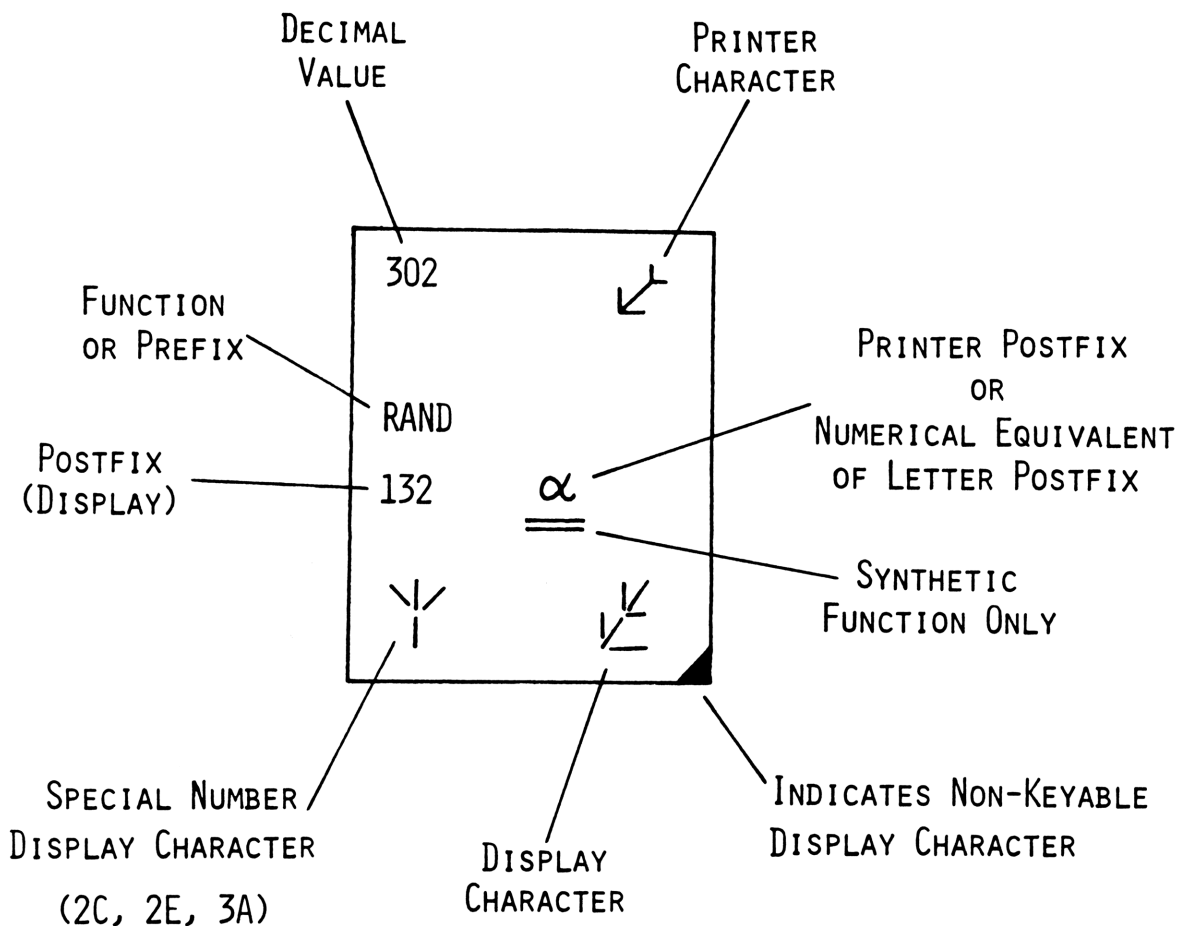 DECIMAL
VALUE
PRINTER
CHARACTER
302
FUNCTION
OR PREFIX
RAND
PRINTER POSTFIX
OR
NUMERICAL EQUIVALENT
OF LETTER POSTFIX
POSTFIX
(DISPLAY)
132
α
SYNTHETIC
FUNCTION ONLY
SPECIAL NUMBER
DISPLAY CHARACTER
(2C, 2E, 3A)
DISPLAY
CHARACTER
INDICATES NON-KEYABLE
DISPLAY CHARACTER